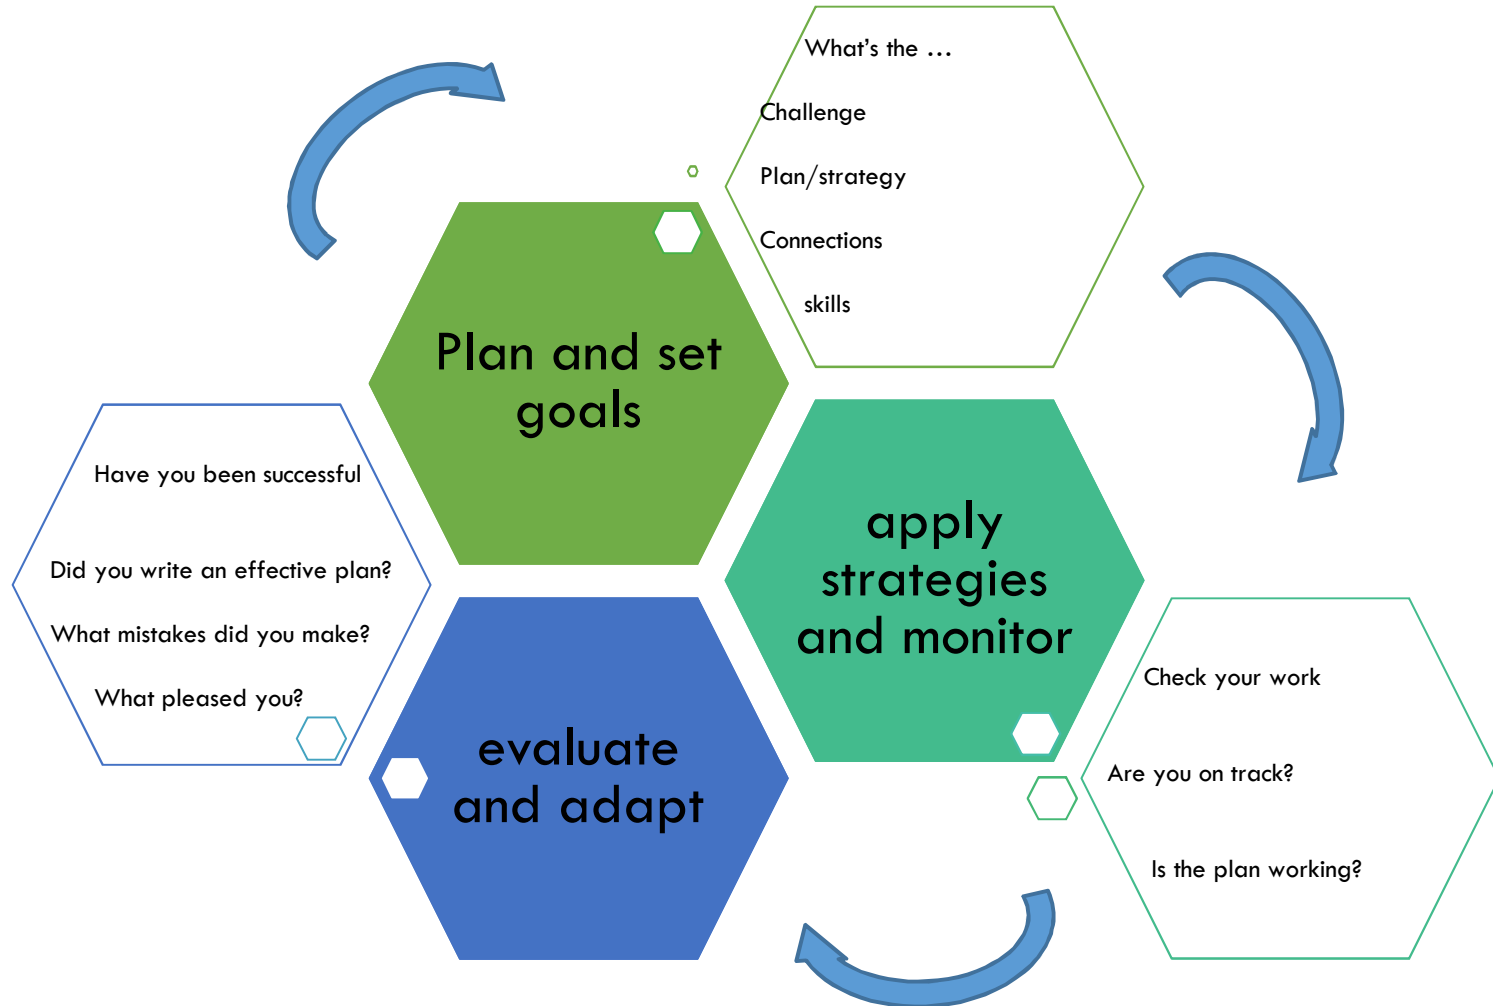 What's the …
Challenge
Plan/strategy
Connections
skills
Plan and set
goals
apply
strategies
and monitor
Check your work
Are you on track?
Is the plan working?
evaluate
and adapt
Have you been successful
Did you write an effective plan?
What mistakes did you make?
What pleased you?